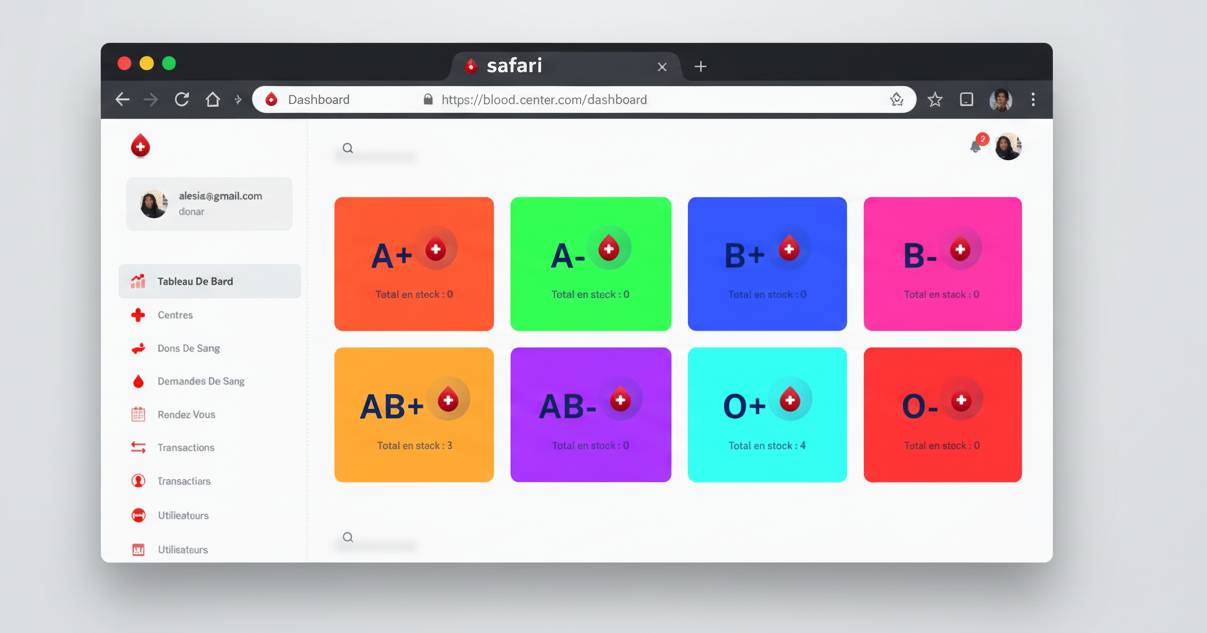 safari
Dashboard
https://blood.center.com/dashboard
2
alesia@gmail.com
donar
Tableau De Bard
Centres
Dons De Sang
Demandes De Sang
Rendez Vous
Transactions
Transactiars
Utilieatours
Utilisateurs
A+
Total en steck : 0
A-
Total en steck : 0
B+
Total en stosk : 0
B-
Total en stack : 0
AB+
Total en stack : 3
AB-
Total en stock : 0
O+
Total en stock : 4
O-
Total en stock : 0